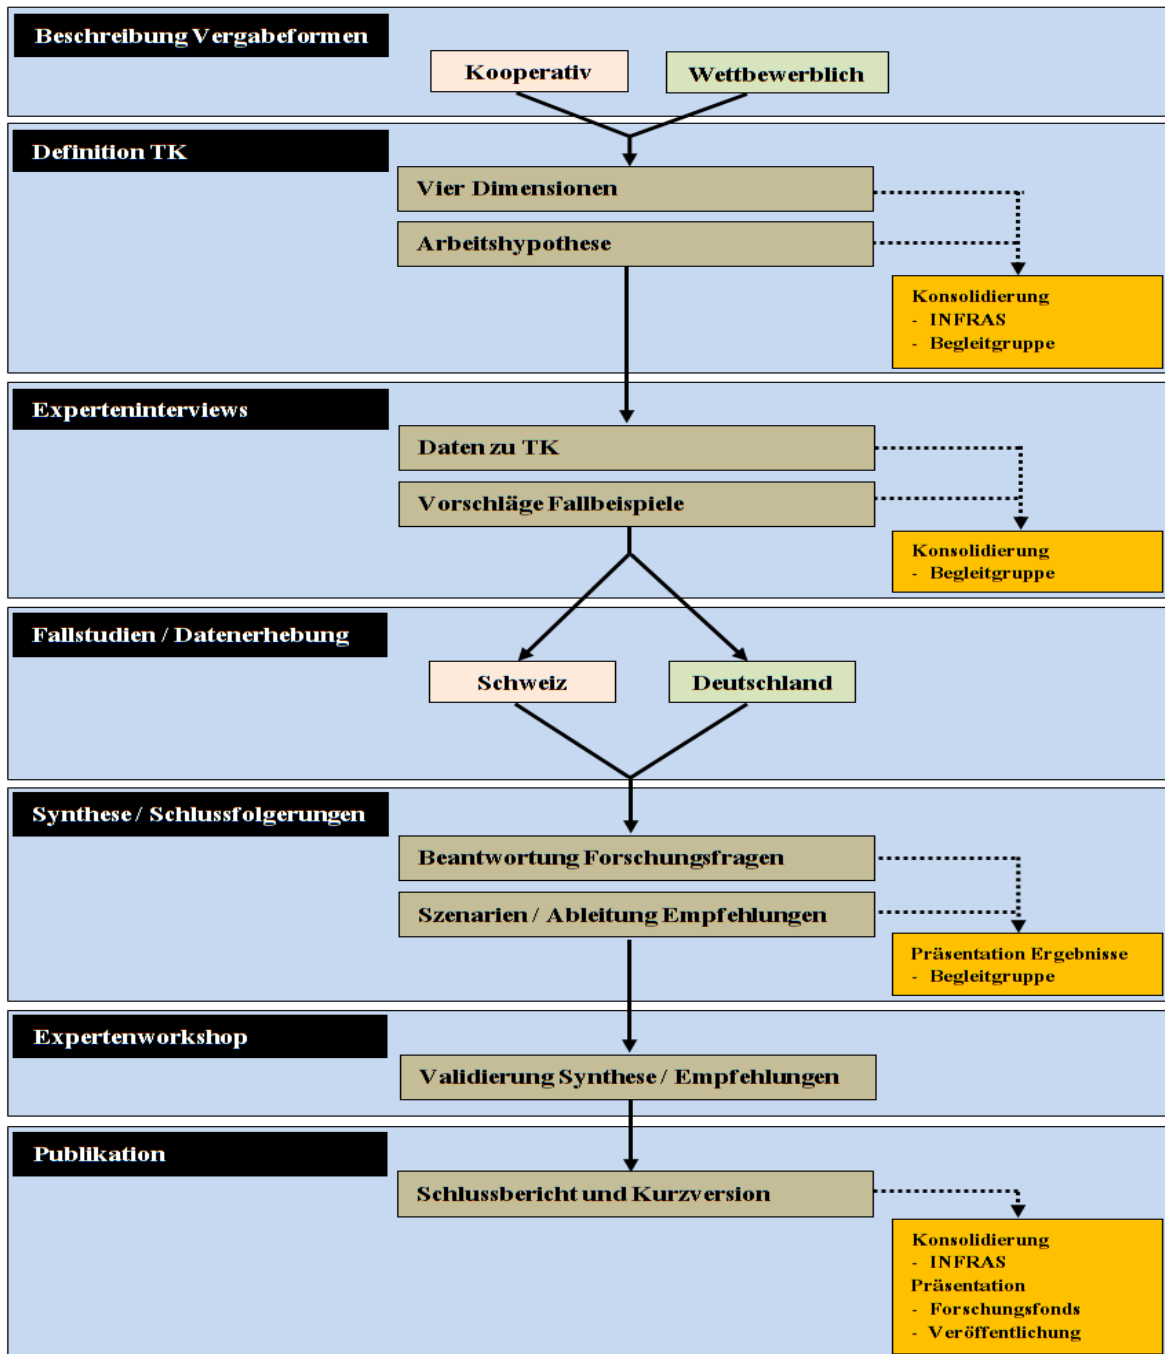 Beschreibung Vergabeformen
Kooperativ
Wettbewerblich
Definition TK
Vier Dimensionen
Arbeitshypothese
Konsolidierung
- INFRAS
- Begleitgruppe
Experteninterviews
Daten zu TK
Vorschläge Fallbeispiele
Konsolidierung
- Begleitgruppe
Fallstudien / Datenerhebung
Schweiz
Deutschland
Synthese / Schlussfolgerungen
Beantwortung Forschungsfragen
Szenarien / Ableitung Empfehlungen
Präsentation Ergebnisse
- Begleitgruppe
Expertenworkshop
Validierung Synthese / Empfehlungen
Publikation
Schlussbericht und Kurzversion
Konsolidierung
- INFRAS
Präsentation
- Forschungsfonds
- Veröffentlichung